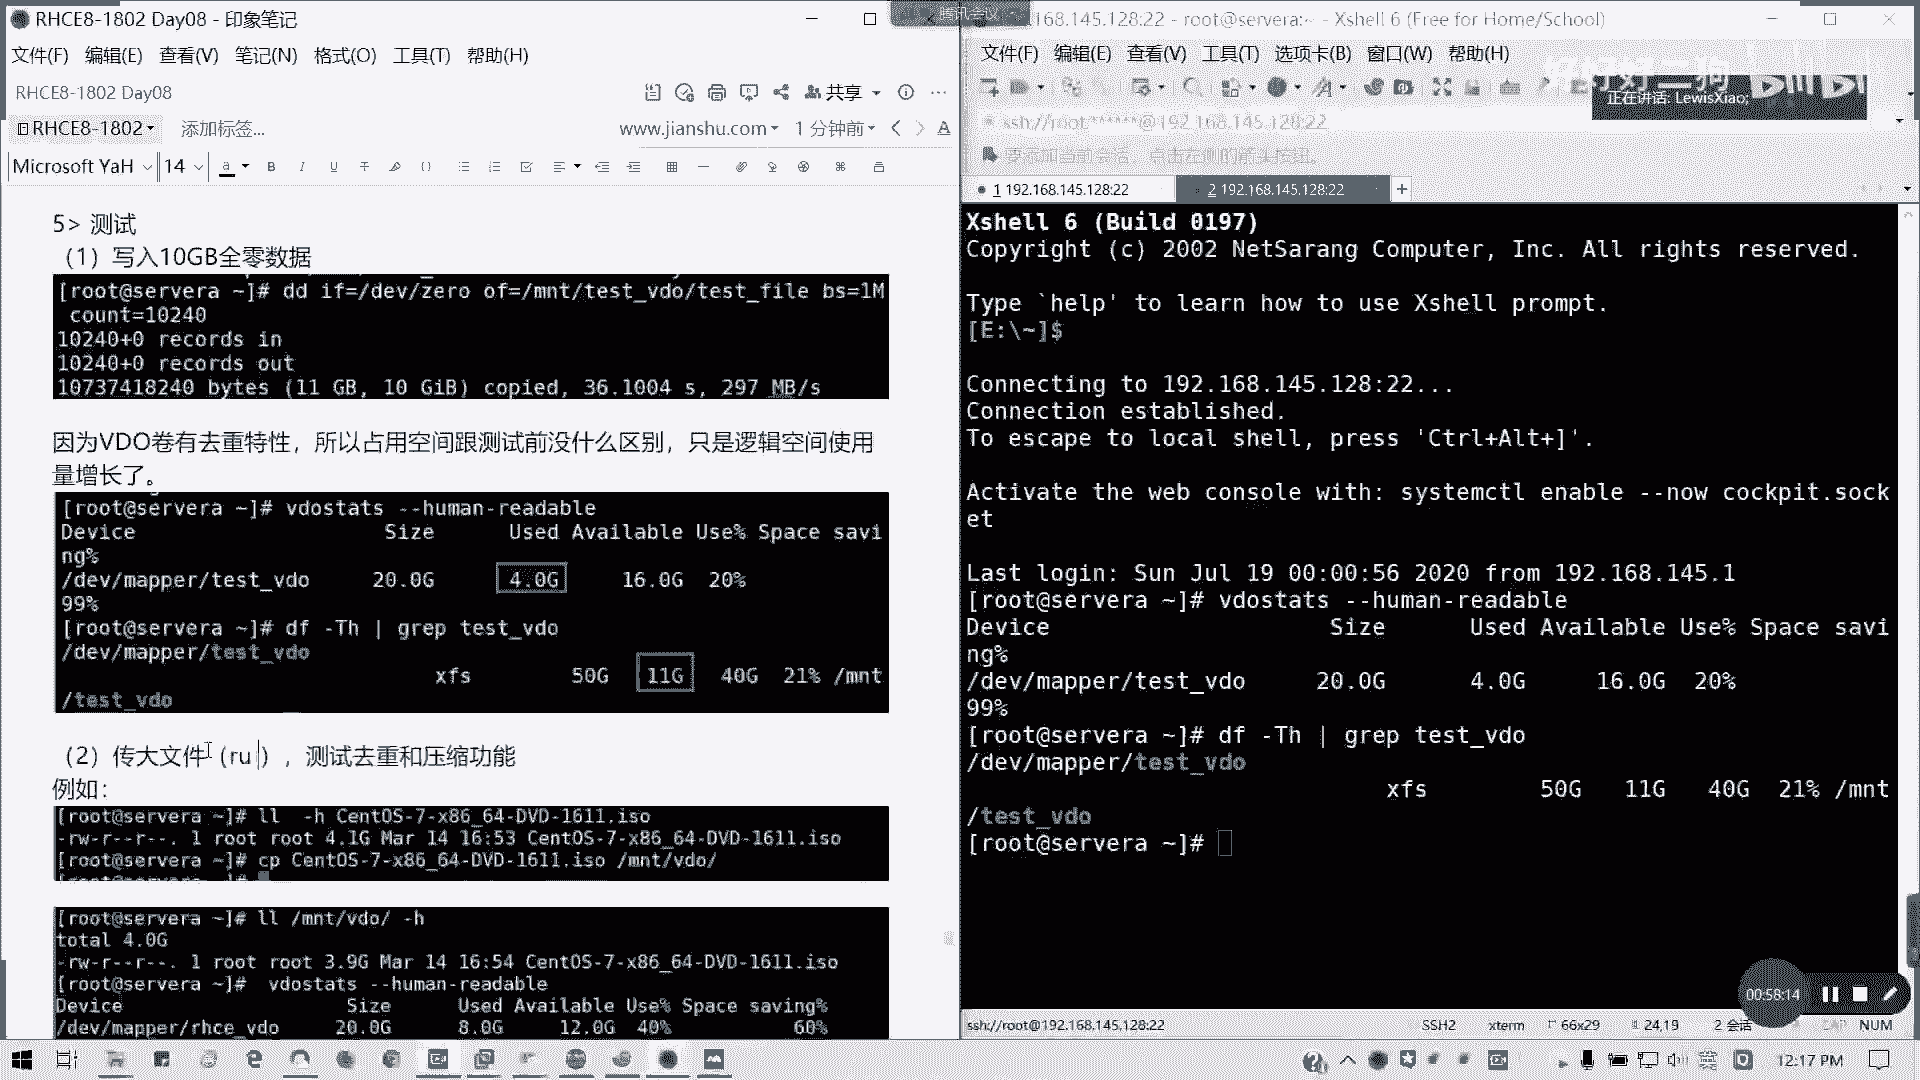 RHCE8-1802 Day08 - 印象笔记
文件(F) 编辑(E) 查看(V) 笔记(N) 格式(O) 工具(T) 帮助(H)
RHCE8-1802 Day08
共享
RHCE8-1802 添加标签... www.jianshu.com 1 分钟前
Microsoft YaH 14
5> 测试
（1）写入10GB全零数据
[root@servera ~]# dd if=/dev/zero of=/mnt/test_vdo/test_file bs=1M
count=10240
10240+0 records in
10240+0 records out
10737418240 bytes (11 GB, 10 GiB) copied, 36.1004 s, 297 MB/s
因为VDO卷有去重特性，所以占用空间跟测试前没什么区别，只是逻辑空间使用
量增长了。
[root@servera ~]# vdostats --human-readable
Device Size Used Available Use% Space savi
ng%
/dev/mapper/test_vdo 20.0G 4.0G 16.0G 20%
99%
[root@servera ~]# df -Th | grep test_vdo
/dev/mapper/test_vdo
xfs 50G 11G 40G 21% /mnt
/test_vdo
（2）传大文件（ru ），测试去重和压缩功能
例如：
[root@servera ~]# ll -h CentOS-7-x86_64-DVD-1611.iso
-rw-r--r--. 1 root root 4.1G Mar 14 16:53 CentOS-7-x86_64-DVD-1611.iso
[root@servera ~]# cp CentOS-7-x86_64-DVD-1611.iso /mnt/vdo/
[root@servera ~]# ll /mnt/vdo/ -h
total 4.0G
-rw-r--r--. 1 root root 3.9G Mar 14 16:54 CentOS-7-x86_64-DVD-1611.iso
[root@servera ~]# vdostats --human-readable
Device Size Used Available Use% Space saving%
/dev/mapper/rhce_vdo 20.0G 8.0G 12.0G 40% 60%
腾讯会议
168.145.128:22 - root@servera:~ - Xshell 6 (Free for Home/School)
文件(F) 编辑(E) 查看(V) 工具(T) 选项卡(B) 窗口(W) 帮助(H)
正在讲话: LewisXiao;
ssh://root:******@192.168.145.128:22
要添加当前会话，点击左侧的箭头按钮。
1 192.168.145.128:22 2 192.168.145.128:22
Xshell 6 (Build 0197)
Copyright (c) 2002 NetSarang Computer, Inc. All rights reserved.
Type `help' to learn how to use Xshell prompt.
[E:\~]$
Connecting to 192.168.145.128:22...
Connection established.
To escape to local shell, press 'Ctrl+Alt+]'.
Activate the web console with: systemctl enable --now cockpit.sock
et
Last login: Sun Jul 19 00:00:56 2020 from 192.168.145.1
[root@servera ~]# vdostats --human-readable
Device Size Used Available Use% Space savi
ng%
/dev/mapper/test_vdo 20.0G 4.0G 16.0G 20%
99%
[root@servera ~]# df -Th | grep test_vdo
/dev/mapper/test_vdo
xfs 50G 11G 40G 21% /mnt
/test_vdo
[root@servera ~]#
00:58:14
ssh://root@192.168.145.128:22 SSH2 xterm 66x29 24,19 2 会话 CAP NUM
12:17 PM